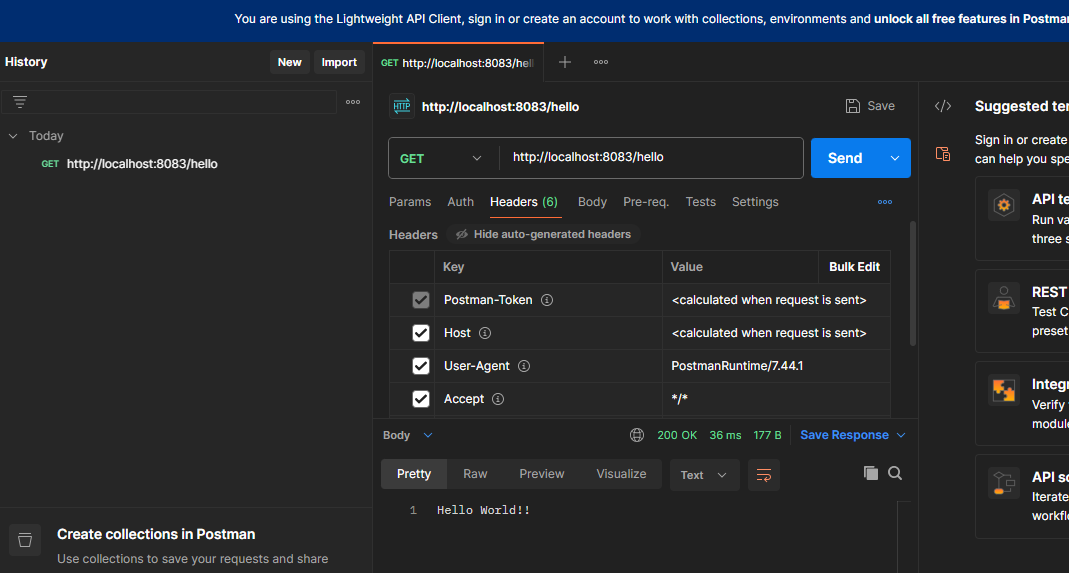 You are using the Lightweight API Client, sign in or create an account to work with collections, environments and unlock all free features in Postma
History
New
Import
Today
GET http://localhost:8083/hello
Create collections in Postman
Use collections to save your requests and share
GET http://localhost:8083/hel
HTTP http://localhost:8083/hello
Save
GET
http://localhost:8083/hello
Send
Params Auth Headers (6) Body Pre-req. Tests Settings
Headers Hide auto-generated headers
Key Value Bulk Edit
Postman-Token <calculated when request is sent>
Host <calculated when request is sent>
User-Agent PostmanRuntime/7.44.1
Accept */*
Body 200 OK 36 ms 177 B Save Response
Pretty Raw Preview Visualize Text
1 Hello World!!
</> Suggested te
Sign in or create
can help you spe
API te
Run va
three s
REST
Test C
preset
Integr
Verify
module
API so
Iterate
workfl